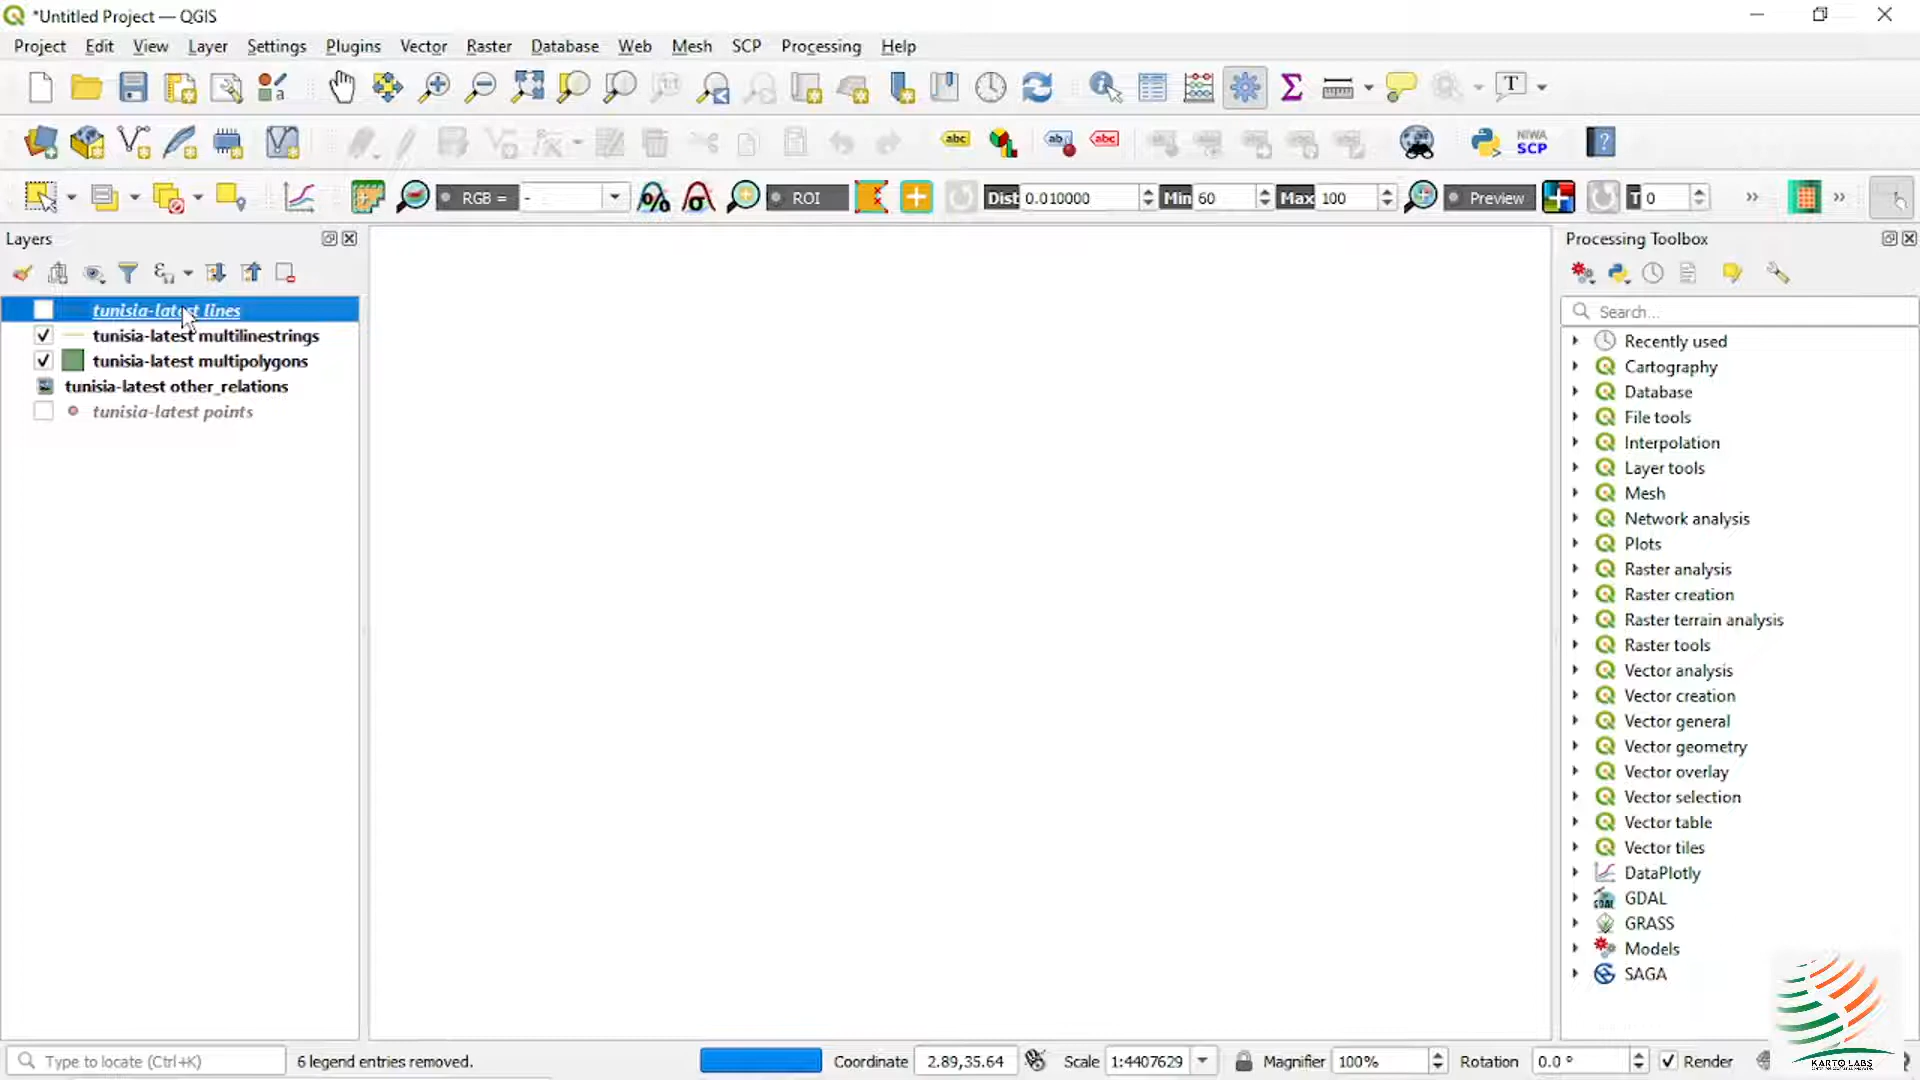 *Untitled Project — QGIS
Project Edit View Layer Settings Plugins Vector Raster Database Web Mesh SCP Processing Help
T
abc ab abc NIWA SCP ?
RGB = - ROI Dist 0.010000 Min 60 Max 100 Preview T 0 » »
Layers
tunisia-latest lines
tunisia-latest multilinestrings
tunisia-latest multipolygons
tunisia-latest other_relations
tunisia-latest points
Processing Toolbox
Search...
Recently used
Cartography
Database
File tools
Interpolation
Layer tools
Mesh
Network analysis
Plots
Raster analysis
Raster creation
Raster terrain analysis
Raster tools
Vector analysis
Vector creation
Vector general
Vector geometry
Vector overlay
Vector selection
Vector table
Vector tiles
DataPlotly
GDAL
GRASS
Models
SAGA
KARTO LABS
Type to locate (Ctrl+K) 6 legend entries removed. Coordinate 2.89,35.64 Scale 1:4407629 Magnifier 100% Rotation 0.0 ° Render